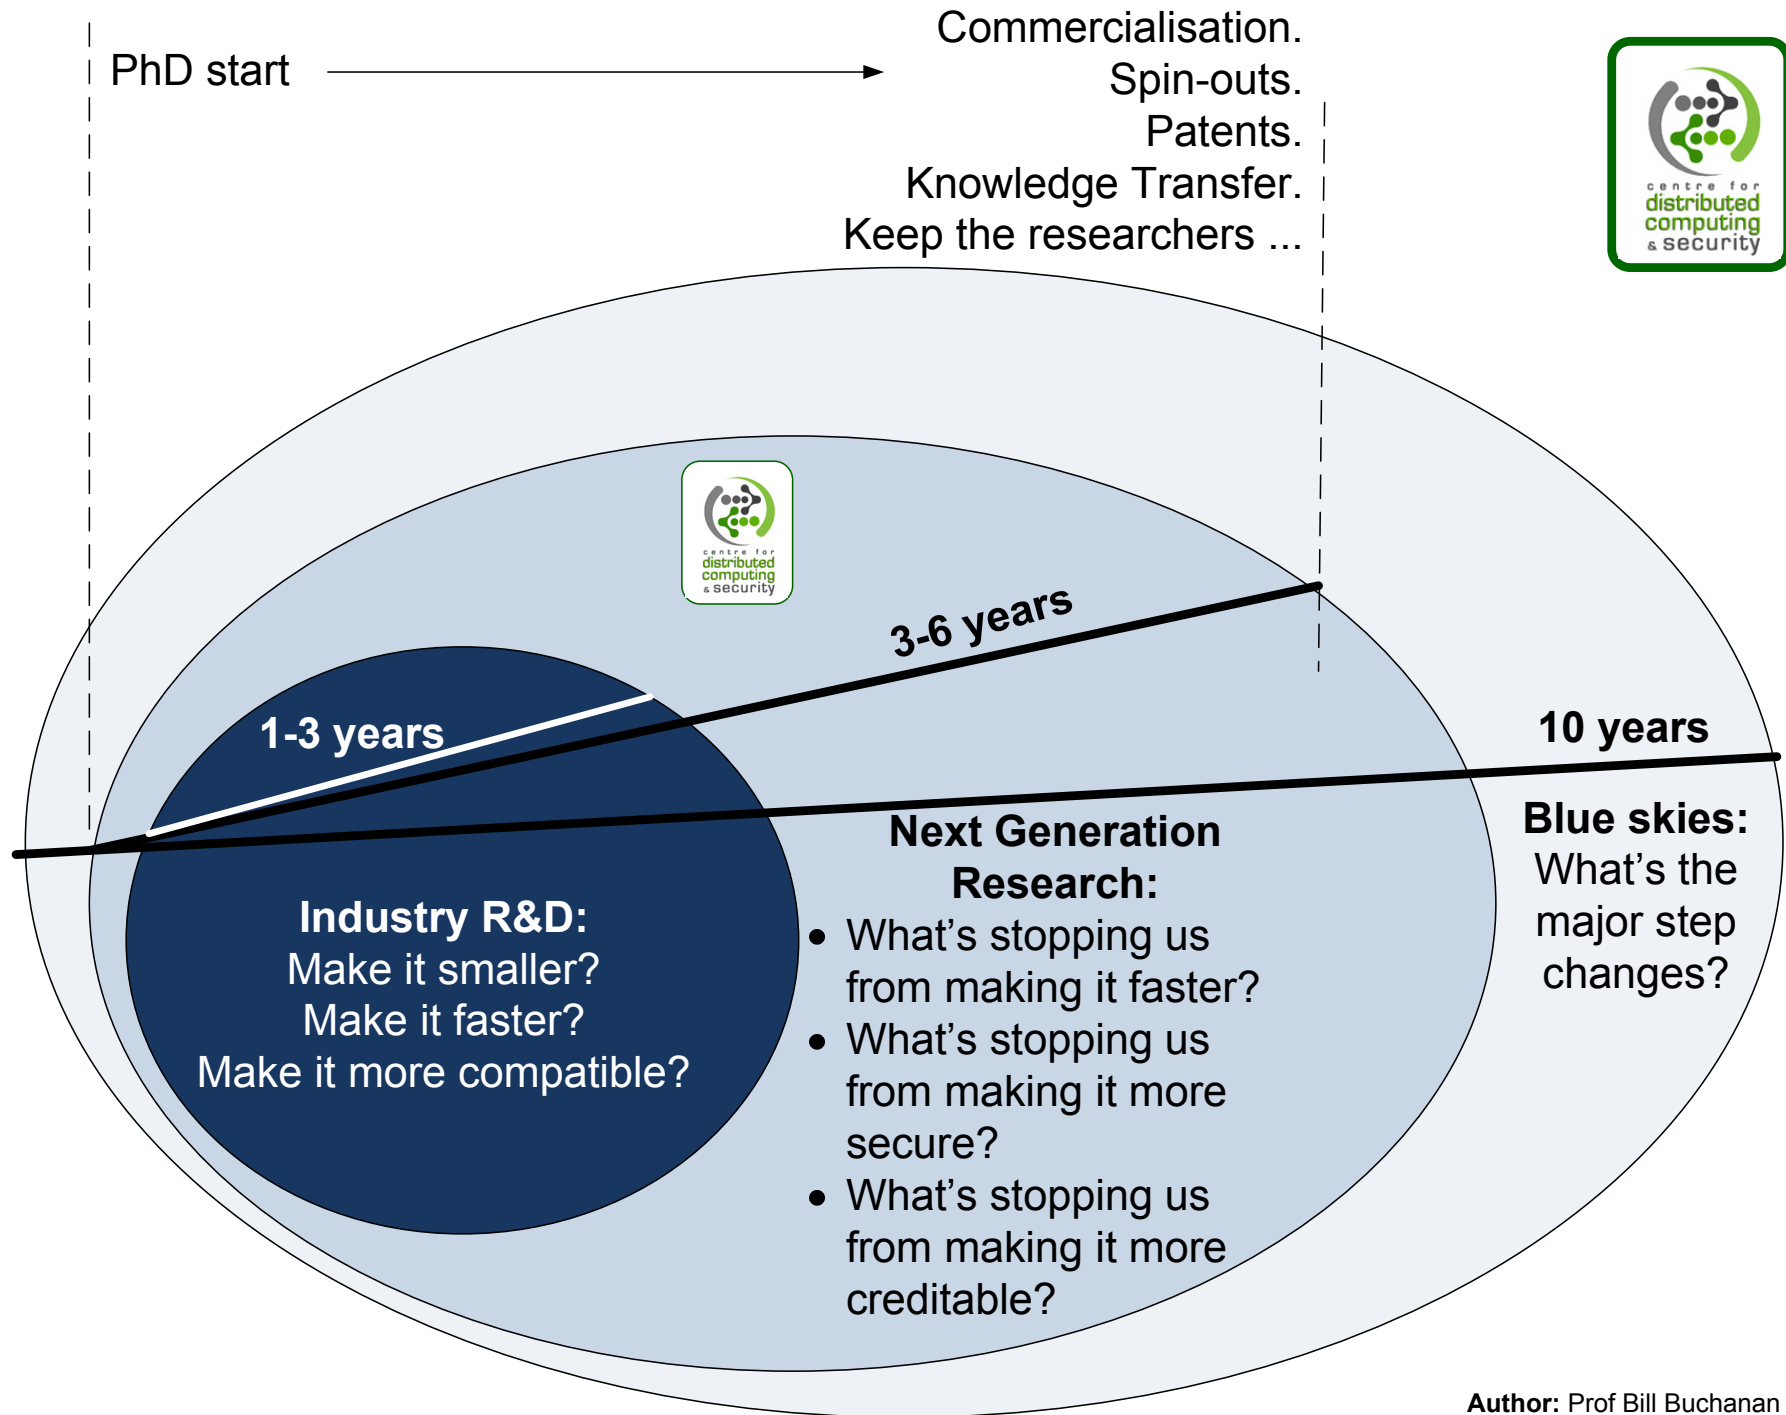 PhD start
Commercialisation.
Spin-outs.
Patents.
Knowledge Transfer.
Keep the researchers ...
centre for
distributed
computing
& security
centre for
distributed
computing
& security
3-6 years
1-3 years
10 years
Industry R&D:
Make it smaller?
Make it faster?
Make it more compatible?
Next Generation
Research:
• What’s stopping us
from making it faster?
• What’s stopping us
from making it more
secure?
• What’s stopping us
from making it more
creditable?
Blue skies:
What’s the
major step
changes?
Author: Prof Bill Buchanan